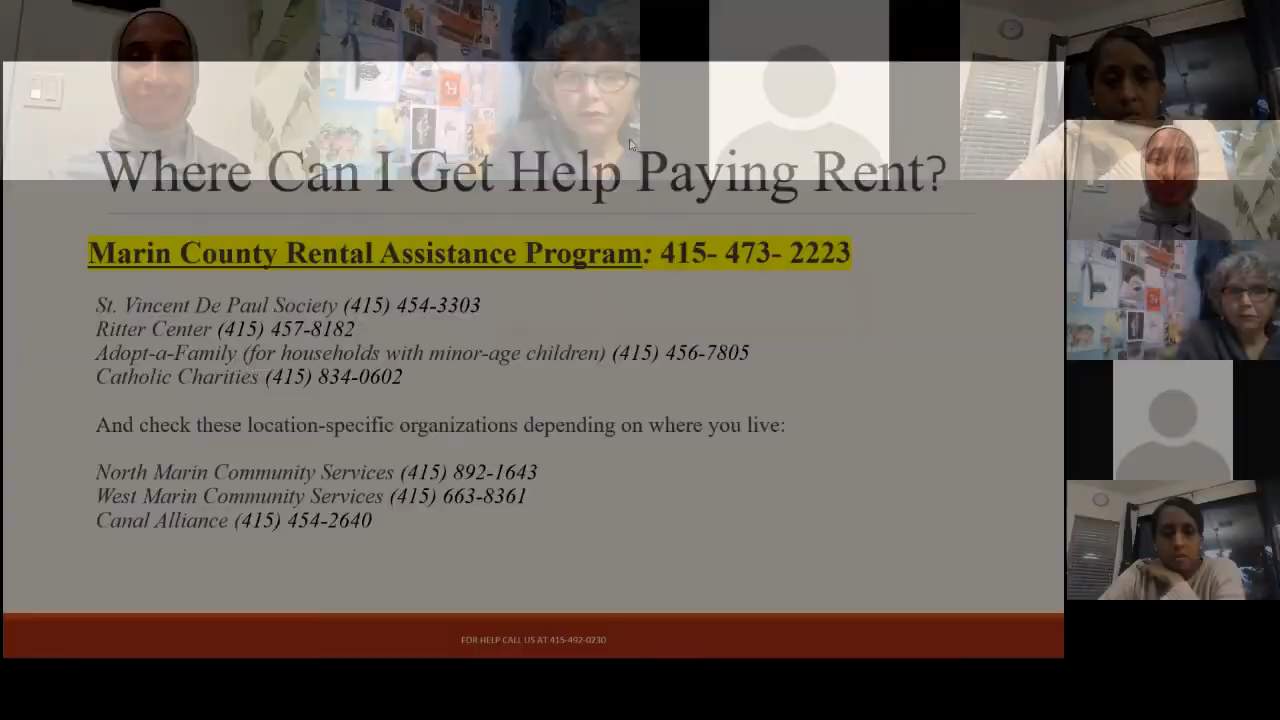 Where Can I Get Help Paying Rent?
Marin County Rental Assistance Program: 415- 473- 2223
St. Vincent De Paul Society (415) 454-3303
Ritter Center (415) 457-8182
Adopt-a-Family (for households with minor-age children) (415) 456-7805
Catholic Charities (415) 834-0602
And check these location-specific organizations depending on where you live:
North Marin Community Services (415) 892-1643
West Marin Community Services (415) 663-8361
Canal Alliance (415) 454-2640
FOR HELP CALL US AT 415-492-0230